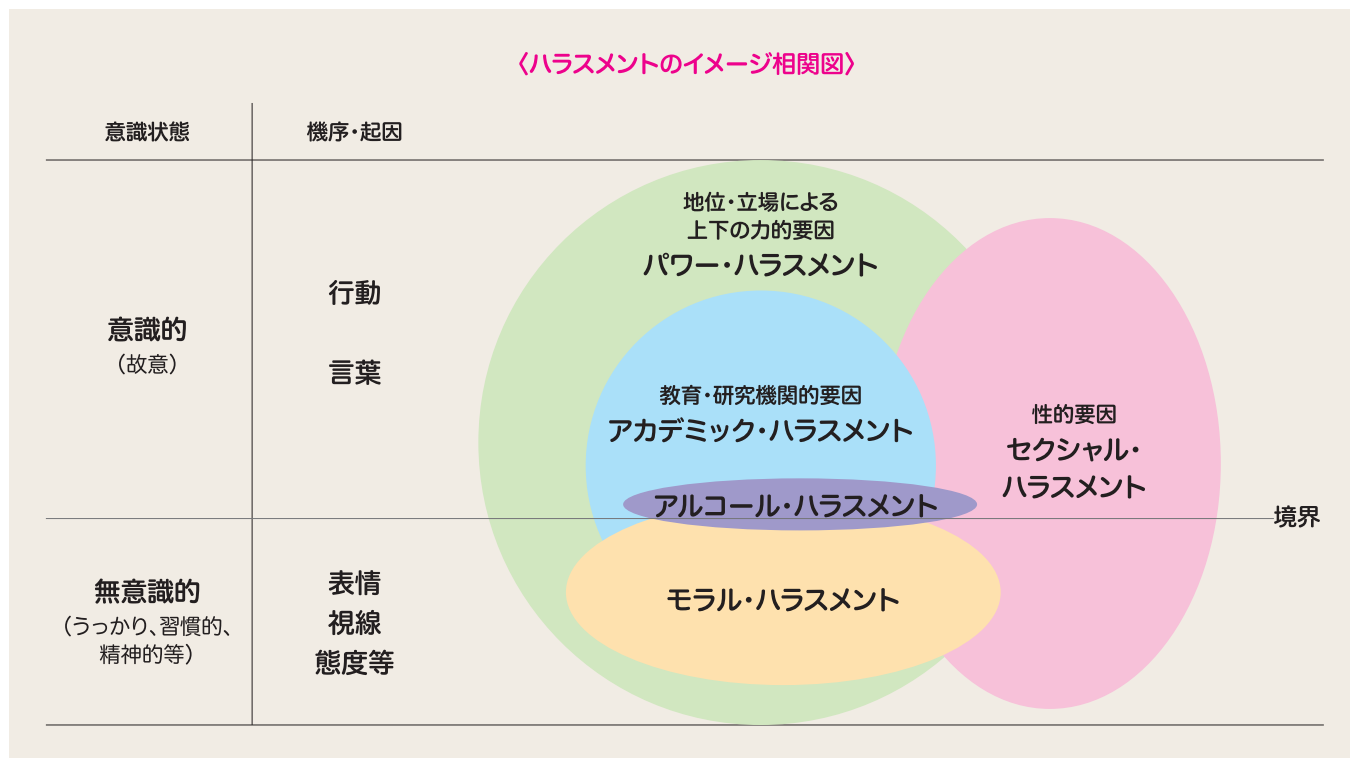 〈ハラスメントのイメージ相関図〉
意識状態
機序・起因
意識的
（故意）
行動
言葉
地位・立場による
上下の力的要因
パワー・ハラスメント
教育・研究機関的要因
アカデミック・ハラスメント
アルコール・ハラスメント
性的要因
セクシャル・
ハラスメント
境界
無意識的
（うっかり、習慣的、
精神的等）
表情
視線
態度等
モラル・ハラスメント